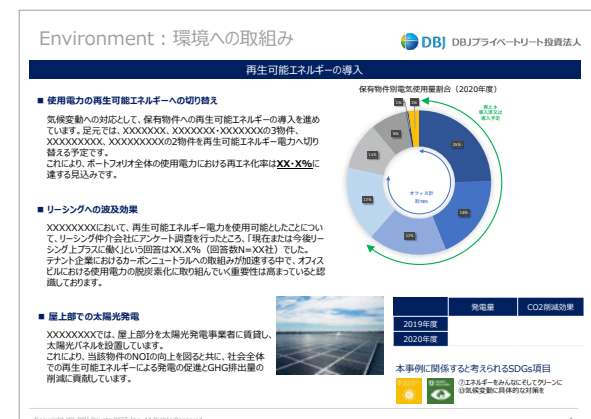 Environment：環境への取組み
DBJ DBJプライベートリート投資法人
再生可能エネルギーの導入
■ 使用電力の再生可能エネルギーへの切り替え
気候変動への対応として、保有物件への再生可能エネルギーの導入を進め
ています。足元では、XXXXXXX、XXXXXXX・XXXXXXXの3物件、
XXXXXXXXX、XXXXXXXXXの2物件を再生可能エネルギー電力へ切り
替える予定です。
これにより、ポートフォリオ全体の使用電力における再エネ化率はXX・X%に
達する見込みです。
■ リーシングへの波及効果
XXXXXXXXにおいて、再生可能エネルギー電力を使用可能としたことについ
て、リーシング仲介会社にアンケート調査を行ったところ、「現在または今後リー
シング上プラスに働く」という回答はXX.X%（回答数N=XX社）でした。
テナント企業におけるカーボンニュートラルへの取組みが加速する中で、オフィス
ビルにおける使用電力の脱炭素化に取り組んでいく重要性は高まっていると認
識しております。
■ 屋上部での太陽光発電
XXXXXXXXでは、屋上部分を太陽光発電事業者に賃貸し、
太陽光パネルを設置しています。
これにより、当該物件のNOIの向上を図ると共に、社会全体
での再生可能エネルギーによる発電の促進とGHG排出量の
削減に貢献しています。
保有物件別電気使用量割合（2020年度）
再エネ
導入済又は
導入予定
1%
2%
8%
11%
17%
13%
19%
オフィス計
発電量 CO2削減効果
2019年度
2020年度
本事例に関係すると考えられるSDGs項目
⑦エネルギーをみんなにそしてクリーンに
⑬気候変動に具体的な対策を